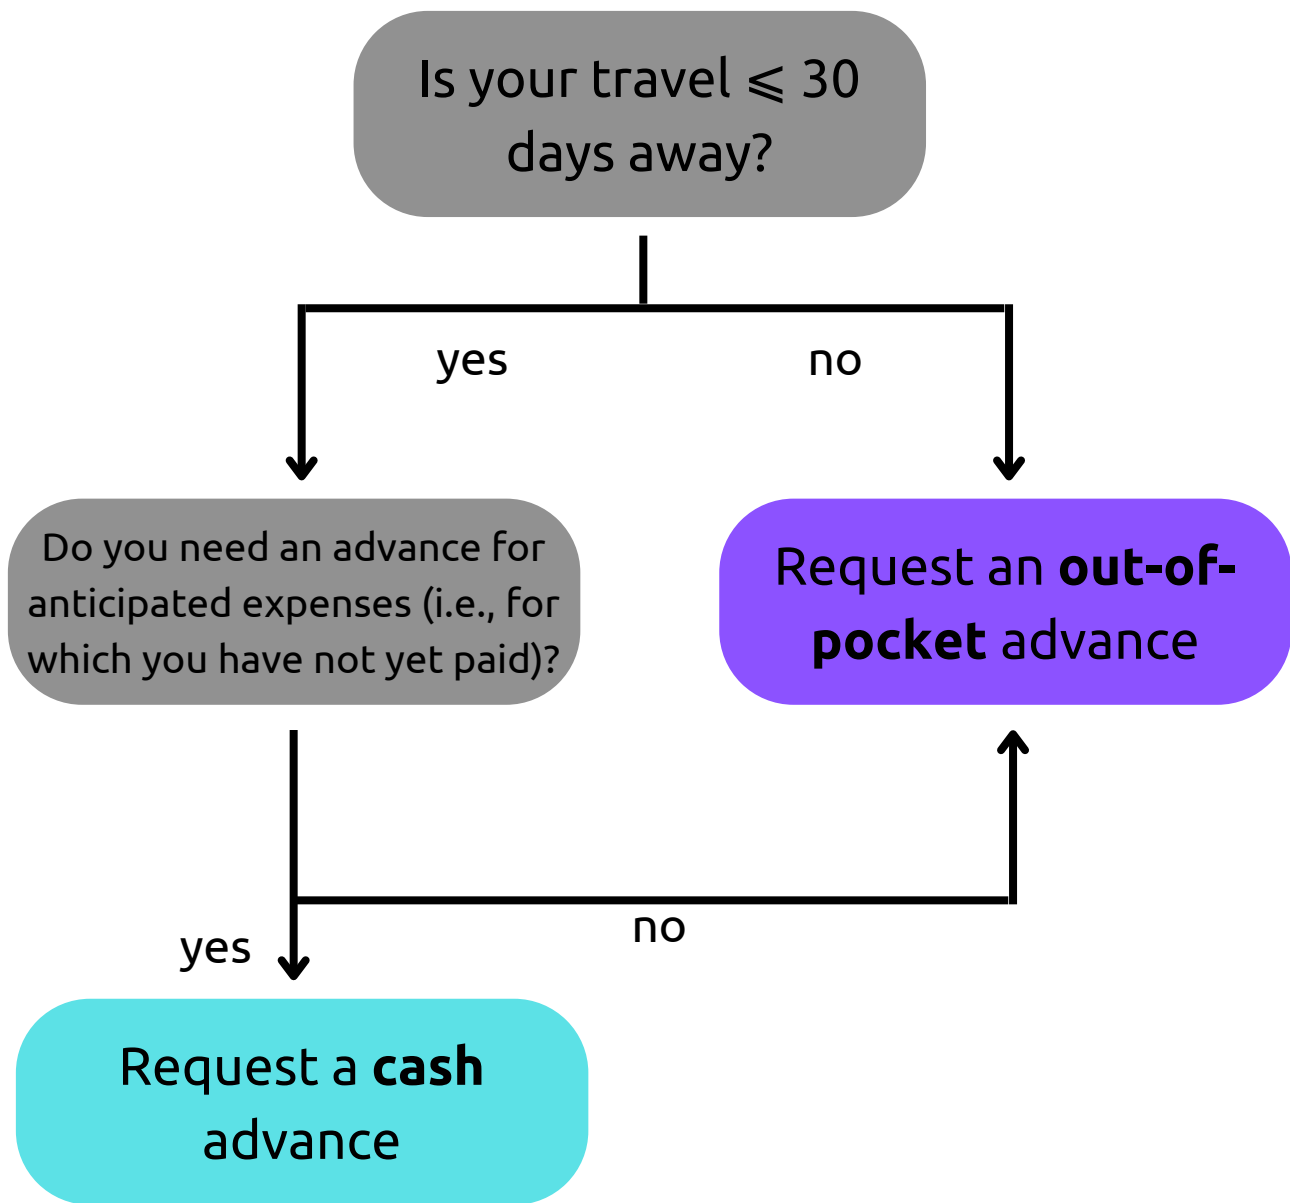 Is your travel ⩽ 30
days away?
yes
no
Do you need an advance for
anticipated expenses (i.e., for
which you have not yet paid)?
Request an out-of-
pocket advance
no
yes
Request a cash
advance